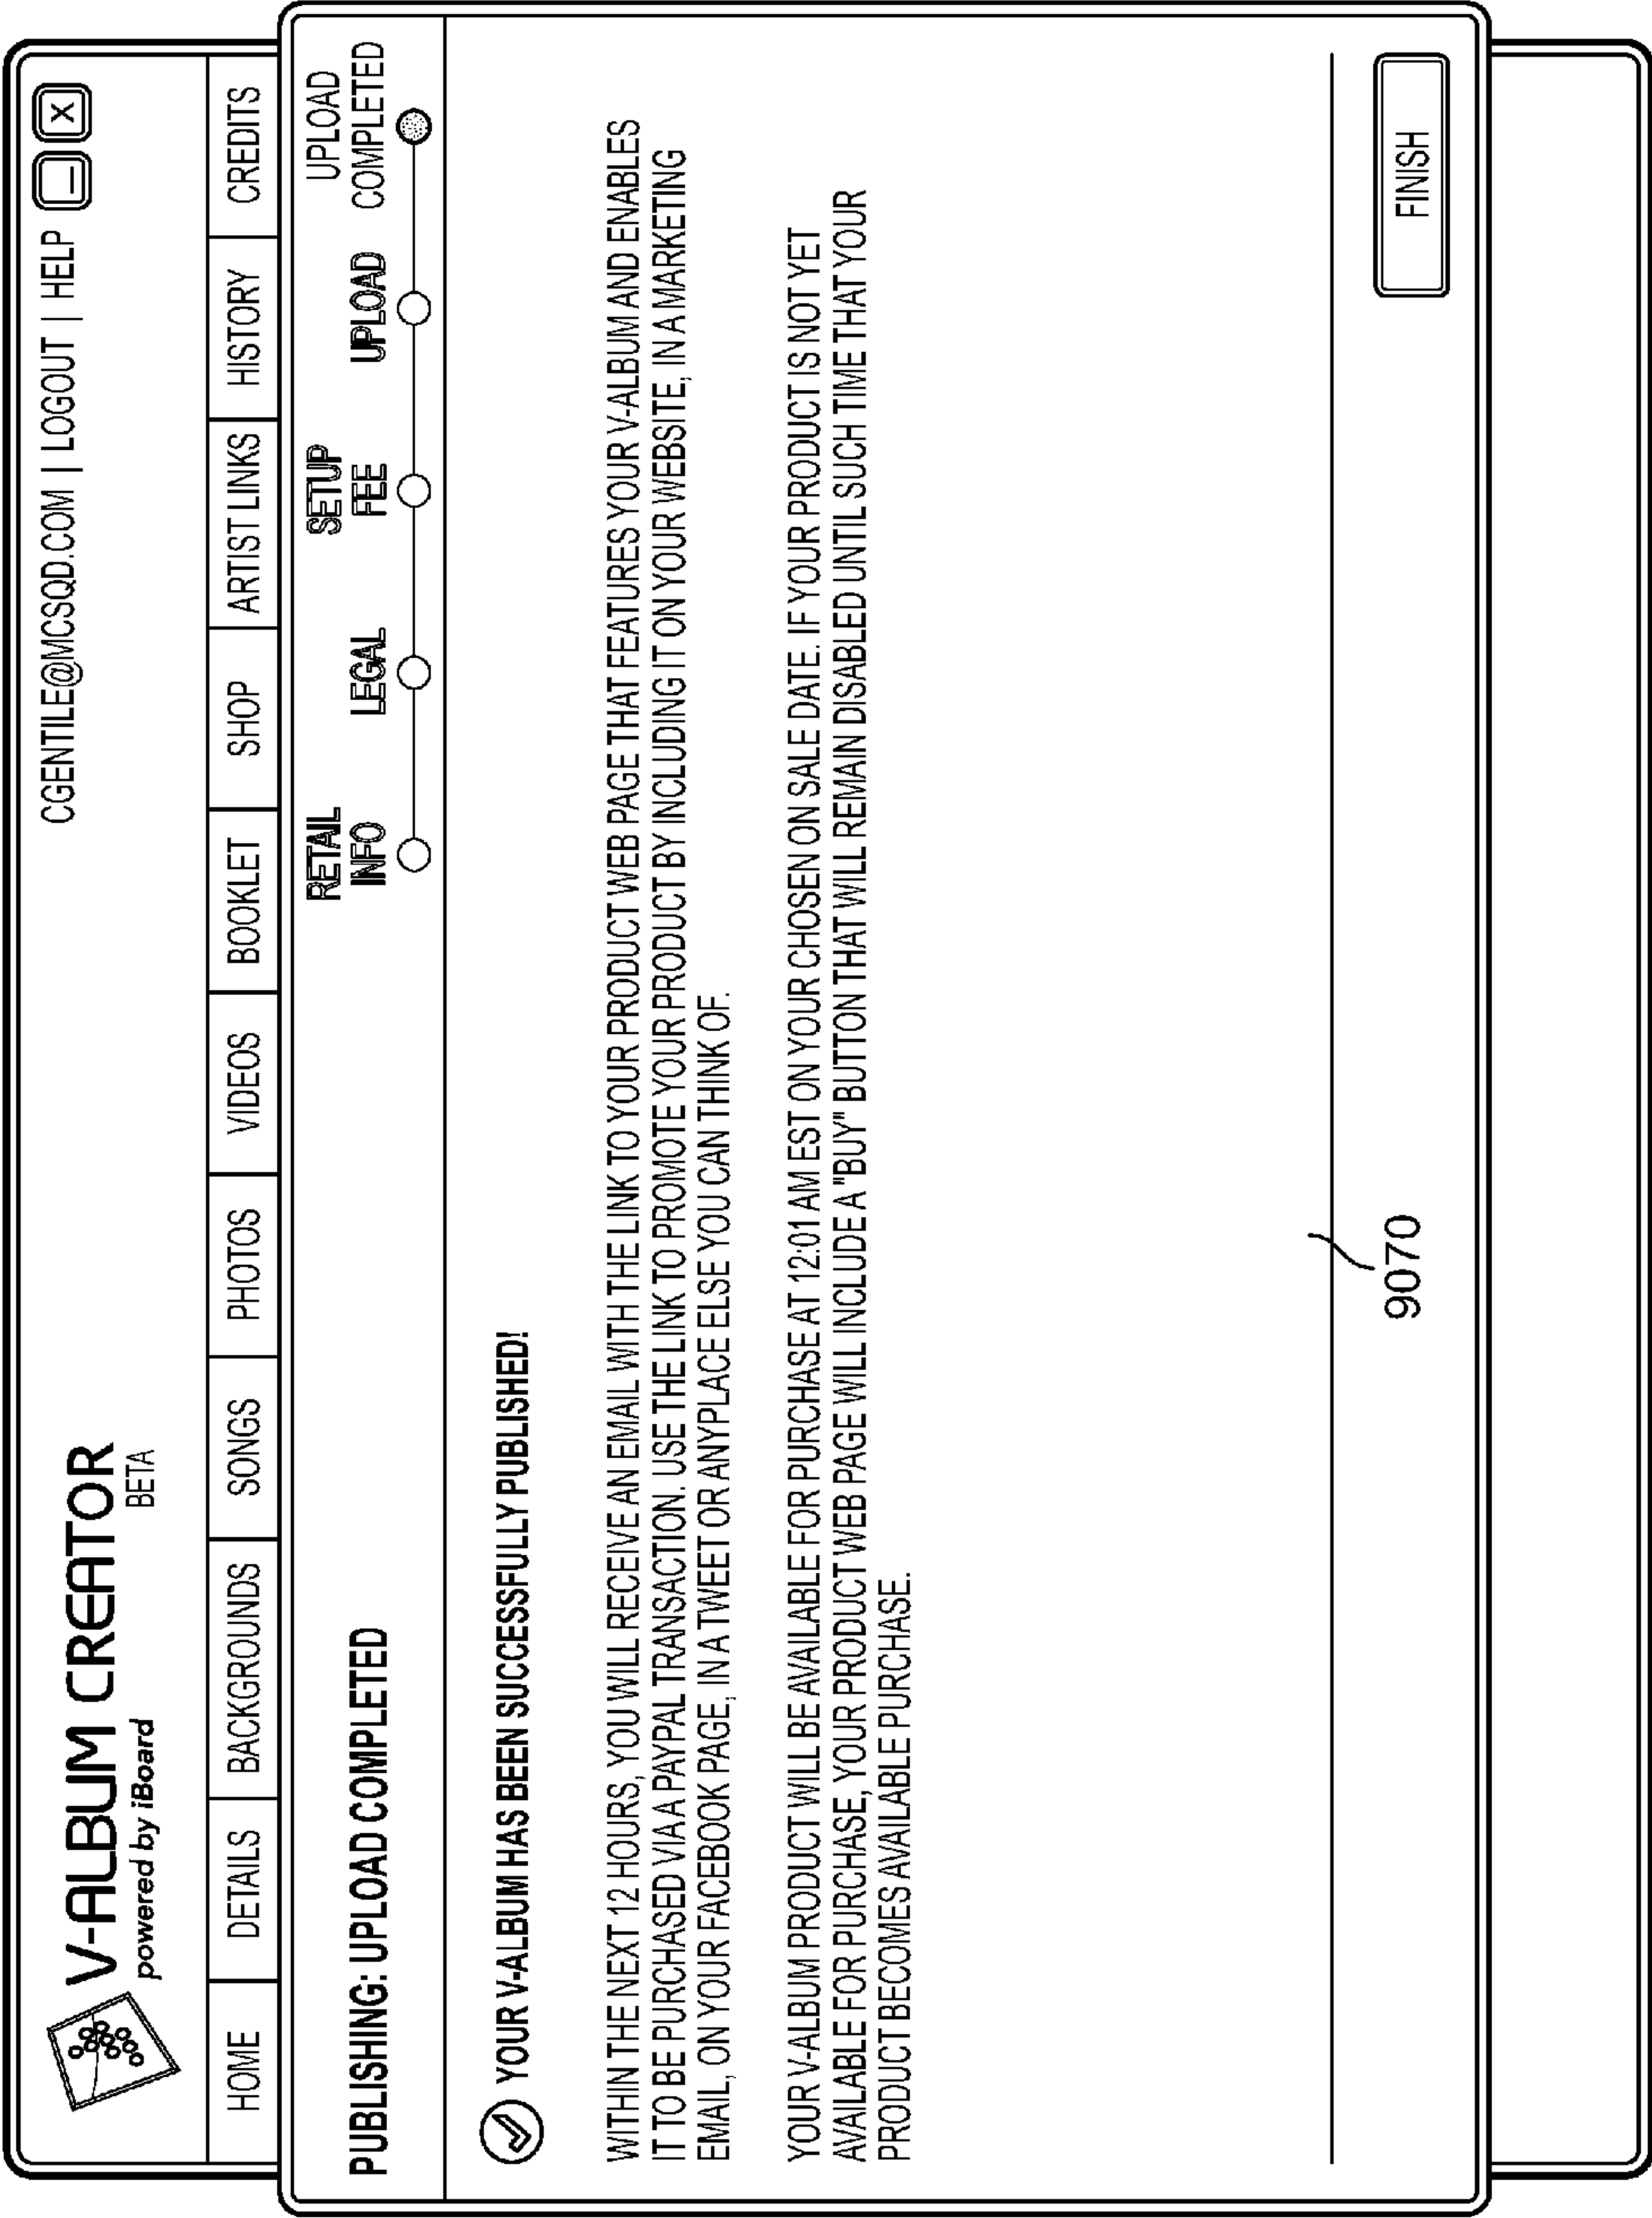 V-ALBUM CREATOR
powered by iBoard
BETA
CGENTILE@MCSQD.COM | LOGOUT | HELP
_ X
HOME DETAILS BACKGROUNDS SONGS PHOTOS VIDEOS BOOKLET SHOP ARTIST LINKS HISTORY CREDITS
PUBLISHING: UPLOAD COMPLETED
RETAIL
INFO
LEGAL
SETUP
FEE
UPLOAD
UPLOAD
COMPLETED
YOUR V-ALBUM HAS BEEN SUCCESSFULLY PUBLISHED!
WITHIN THE NEXT 12 HOURS, YOU WILL RECEIVE AN EMAIL WITH THE LINK TO YOUR PRODUCT WEB PAGE THAT FEATURES YOUR V-ALBUM AND ENABLES
IT TO BE PURCHASED VIA A PAYPAL TRANSACTION. USE THE LINK TO PROMOTE YOUR PRODUCT BY INCLUDING IT ON YOUR WEBSITE, IN A MARKETING
EMAIL, ON YOUR FACEBOOK PAGE, IN A TWEET OR ANYPLACE ELSE YOU CAN THINK OF.
YOUR V-ALBUM PRODUCT WILL BE AVAILABLE FOR PURCHASE AT 12:01 AM EST ON YOUR CHOSEN ON SALE DATE. IF YOUR PRODUCT IS NOT YET
AVAILABLE FOR PURCHASE, YOUR PRODUCT WEB PAGE WILL INCLUDE A "BUY" BUTTON THAT WILL REMAIN DISABLED UNTIL SUCH TIME THAT YOUR
PRODUCT BECOMES AVAILABLE PURCHASE.
9070
FINISH